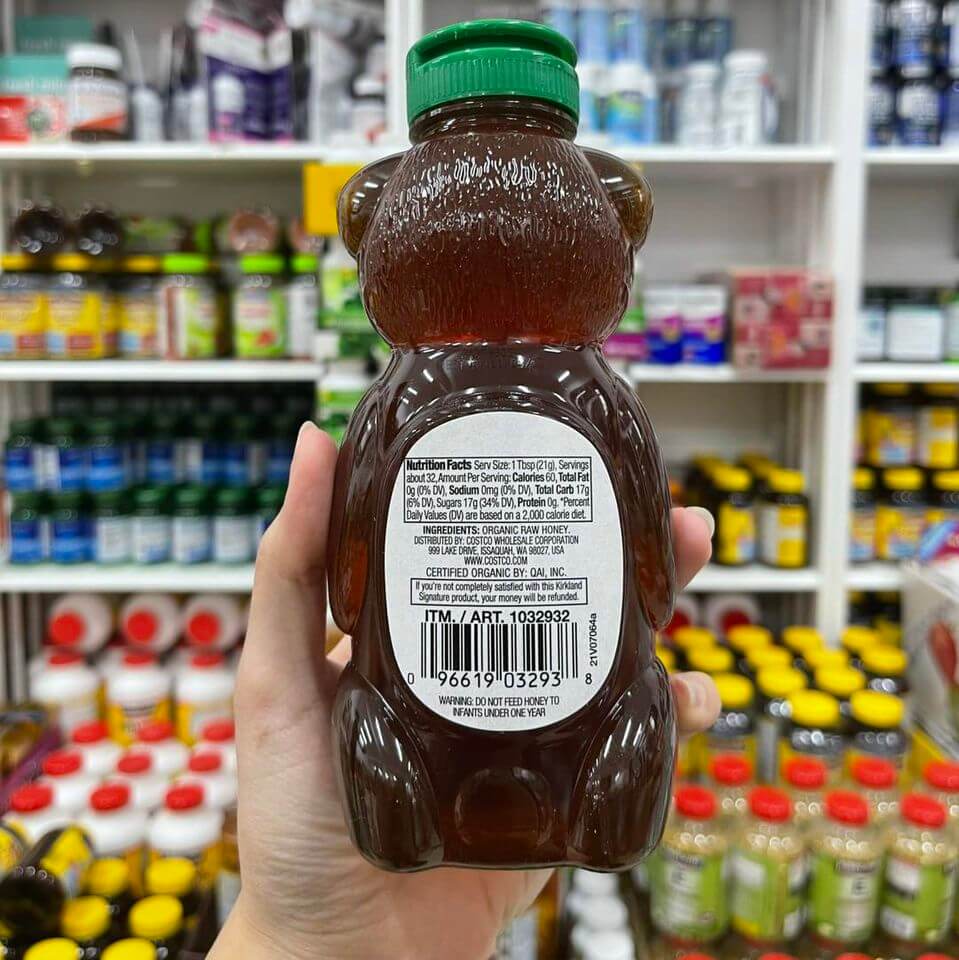 Nutrition Facts Serv Size: 1 Tbsp (21g), Servings
about 32, Amount Per Serving: Calories 60, Total Fat
0g (0% DV), Sodium 0mg (0% DV), Total Carb 17g
(6% DV), Sugars 17g (34% DV), Protein 0g, *Percent
Daily Values (DV) are based on a 2,000 calorie diet.
INGREDIENTS: ORGANIC RAW HONEY.
DISTRIBUTED BY: COSTCO WHOLESALE CORPORATION
999 LAKE DRIVE, ISSAQUAH, WA 98027, USA
WWW.COSTCO.COM
CERTIFIED ORGANIC BY: QAI, INC.
If you're not completely satisfied with this Kirkland
Signature product, your money will be refunded.
ITM. / ART. 1032932
0 96619 03293 8
21V07064a
WARNING: DO NOT FEED HONEY TO
INFANTS UNDER ONE YEAR